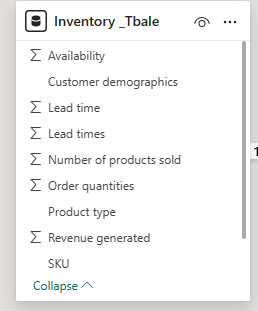 Inventory _Tbale
Availability
Customer demographics
Lead time
Lead times
Number of products sold
Order quantities
Product type
Revenue generated
SKU
Collapse
1